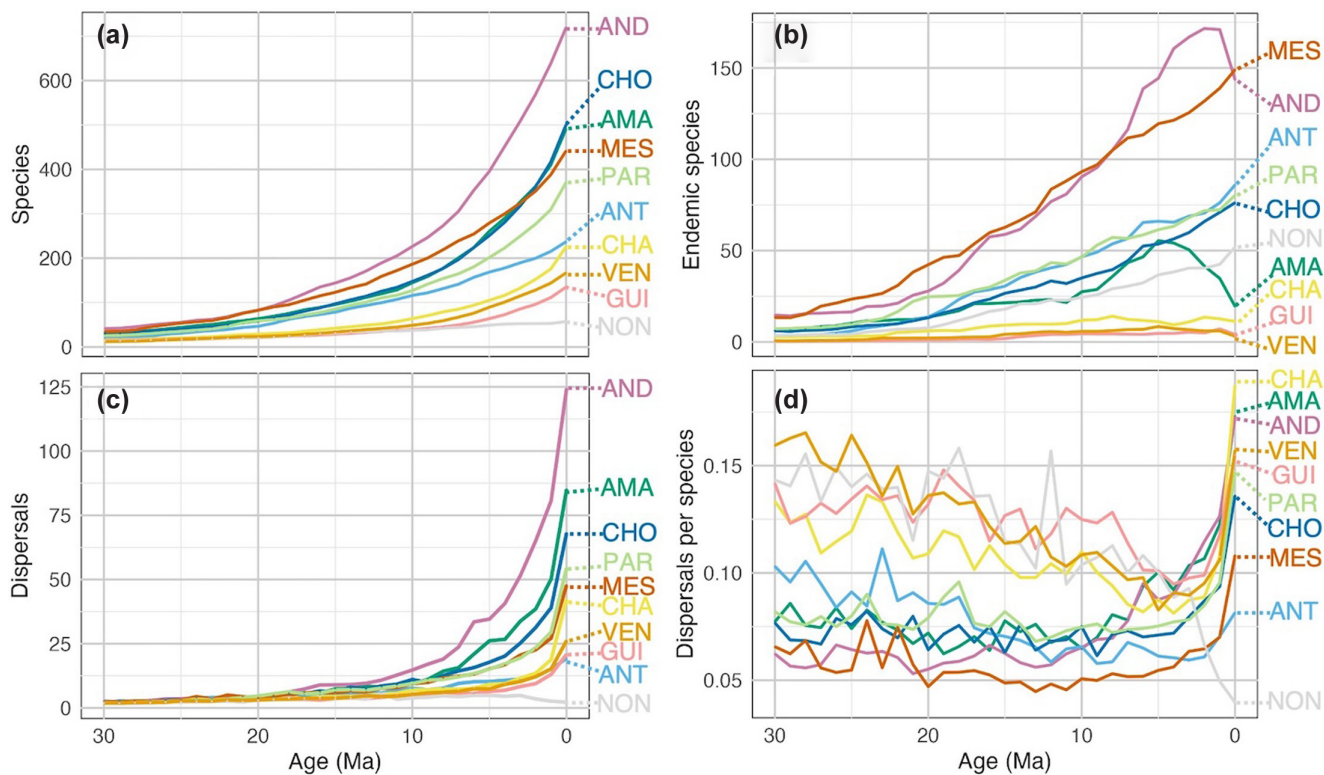 (a)
Species
600
400
200
0
AND
CHO
AMA
MES
PAR
ANT
CHA
VEN
GUI
NON
(b)
Endemic species
150
100
50
0
MES
AND
ANT
PAR
CHO
NON
AMA
CHA
GUI
VEN
(c)
Dispersals
125
100
75
50
25
0
AND
AMA
CHO
PAR
MES
CHA
VEN
GUI
ANT
NON
30 20 10 0
Age (Ma)
(d)
Dispersals per species
0.15
0.10
0.05
CHA
AMA
AND
VEN
GUI
PAR
CHO
MES
ANT
NON
30 20 10 0
Age (Ma)